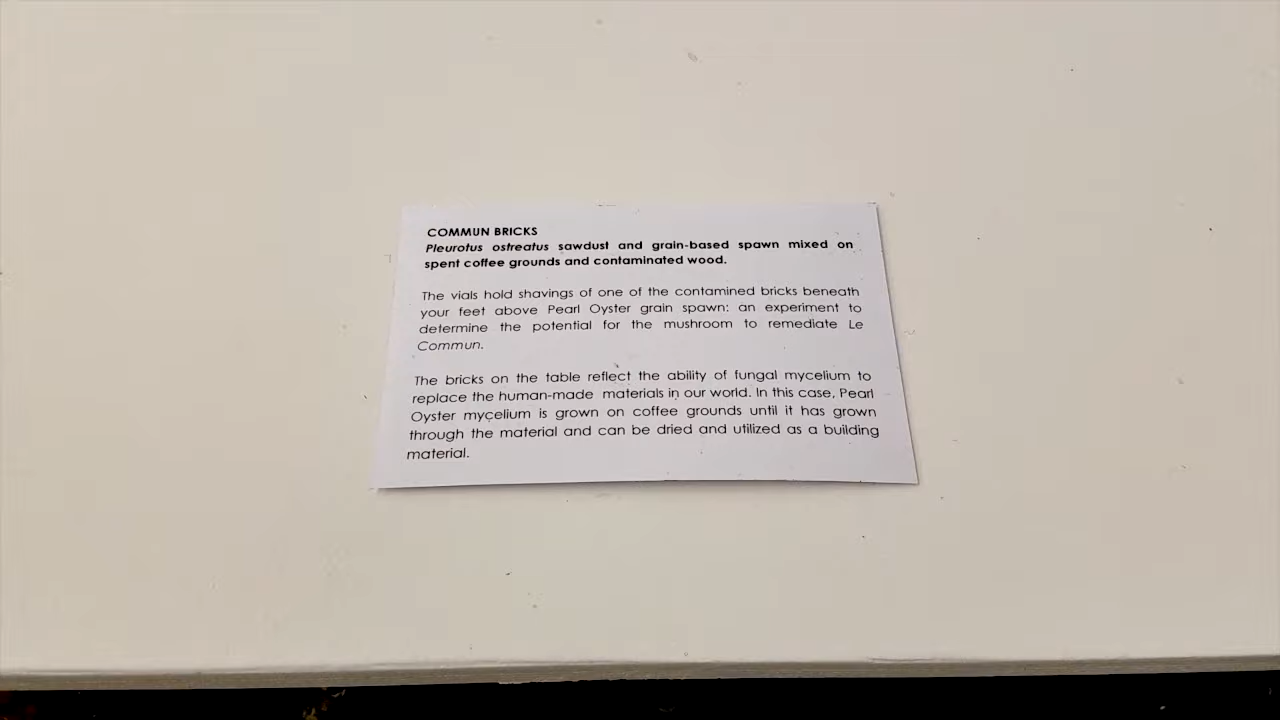 COMMUN BRICKS
Pleurotus ostreatus sawdust and grain-based spawn mixed on
spent coffee grounds and contaminated wood.
The vials hold shavings of one of the contamined bricks beneath
your feet above Pearl Oyster grain spawn: an experiment to
determine the potential for the mushroom to remediate Le
Commun.
The bricks on the table reflect the ability of fungal mycelium to
replace the human-made materials in our world. In this case, Pearl
Oyster mycelium is grown on coffee grounds until it has grown
through the material and can be dried and utilized as a building
material.